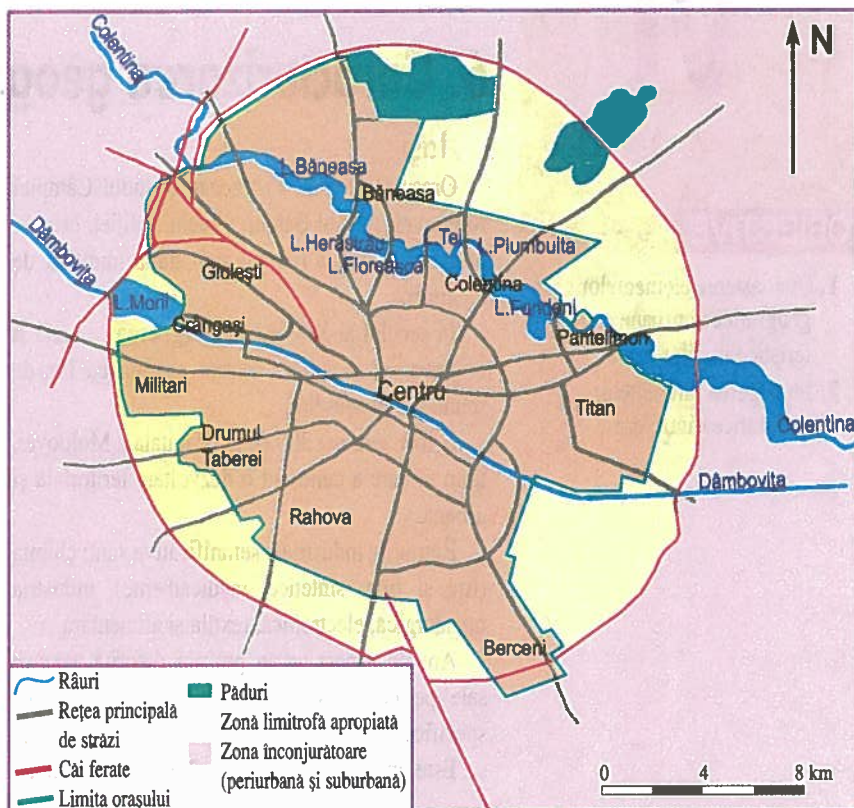 Colentina
N
L.Băneasa
Băneasa
Dâmbovița
L.Herăstrău
Tei
L.Plumbuita
L.Floreasca
Giulești
Colentina
L.Fundeni
L.Morii
Crângași
Pantelimon
Militari
Centru
Titan
Colentina
Drumul
Taberei
Dâmbovița
Rahova
Berceni
Râuri
Rețea principală
de străzi
Căi ferate
Limita orașului
Păduri
Zonă limitrofă apropiată
Zona înconjurătoare
(periurbană și suburbană)
0 4 8 km